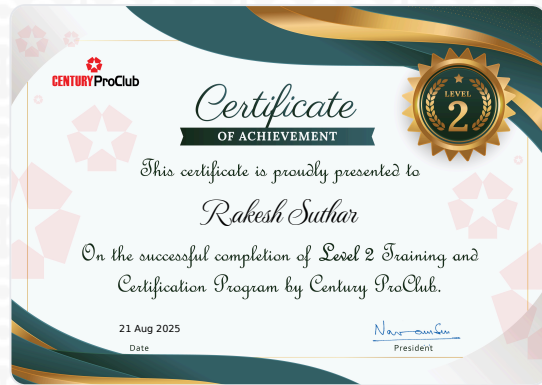 CENTURY ProClub
LEVEL
2
Certificate
OF ACHIEVEMENT
This certificate is proudly presented to
Rakesh Suthar
On the successful completion of Level 2 Training and
Certification Program by Century ProClub.
21 Aug 2025
Date
President